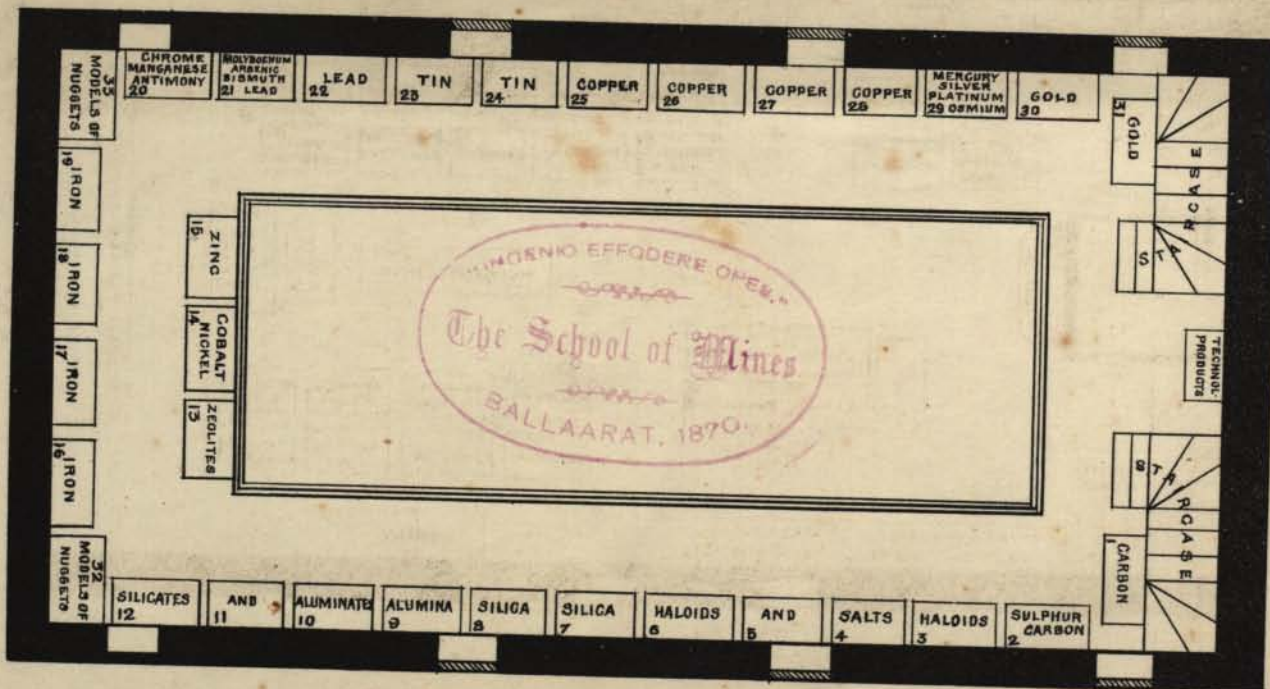 CHROME
MANGANESE
ANTIMONY
20
MOLYBDENUM
ARSENIC
BISMUTH
21 LEAD
LEAD
22
TIN
23
TIN
24
COPPER
25
COPPER
26
COPPER
27
COPPER
28
MERCURY
SILVER
PLATINUM
29 OSMIUM
GOLD
30
GOLD
31
STAIRCASE
33
MODELS OF
NUGGETS
19 IRON
18 IRON
17 IRON
16 IRON
32
MODELS OF
NUGGETS
ZINC
15
COBALT
NICKEL
14
ZEOLITES
13
"INGENIO EFFODERE OPES."
The School of Mines
BALLAARAT. 1870.
TECHNOL-
PRODUCTS
STAIRCASE
CARBON
1
SILICATES
12
AND
11
ALUMINATES
10
ALUMINA
9
SILICA
8
SILICA
7
HALOIDS
6
AND
5
SALTS
4
HALOIDS
3
SULPHUR
2 CARBON